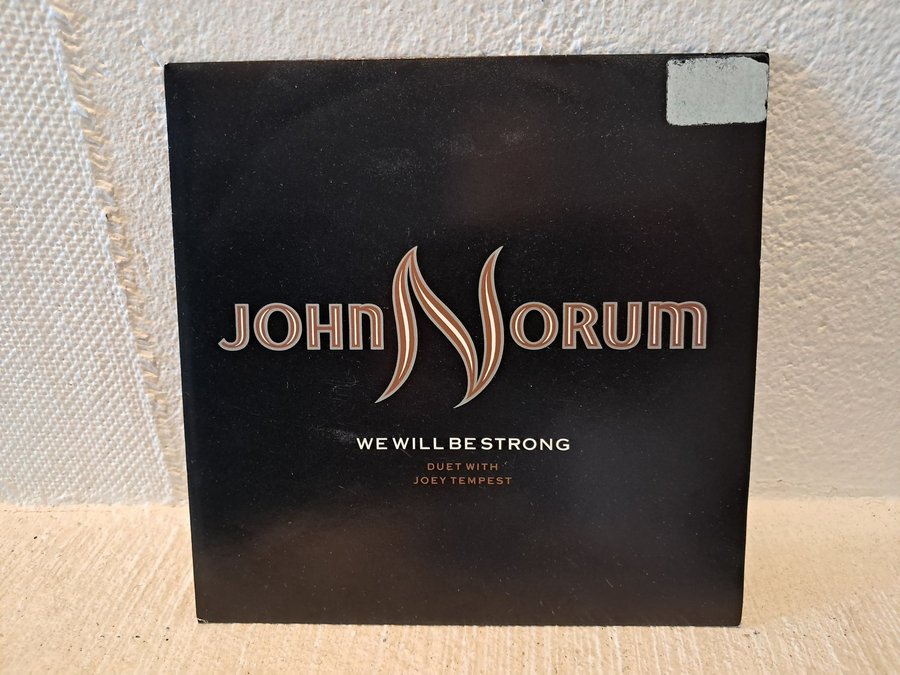 JOHN NORUM
WE WILL BE STRONG
DUET WITH
JOEY TEMPEST